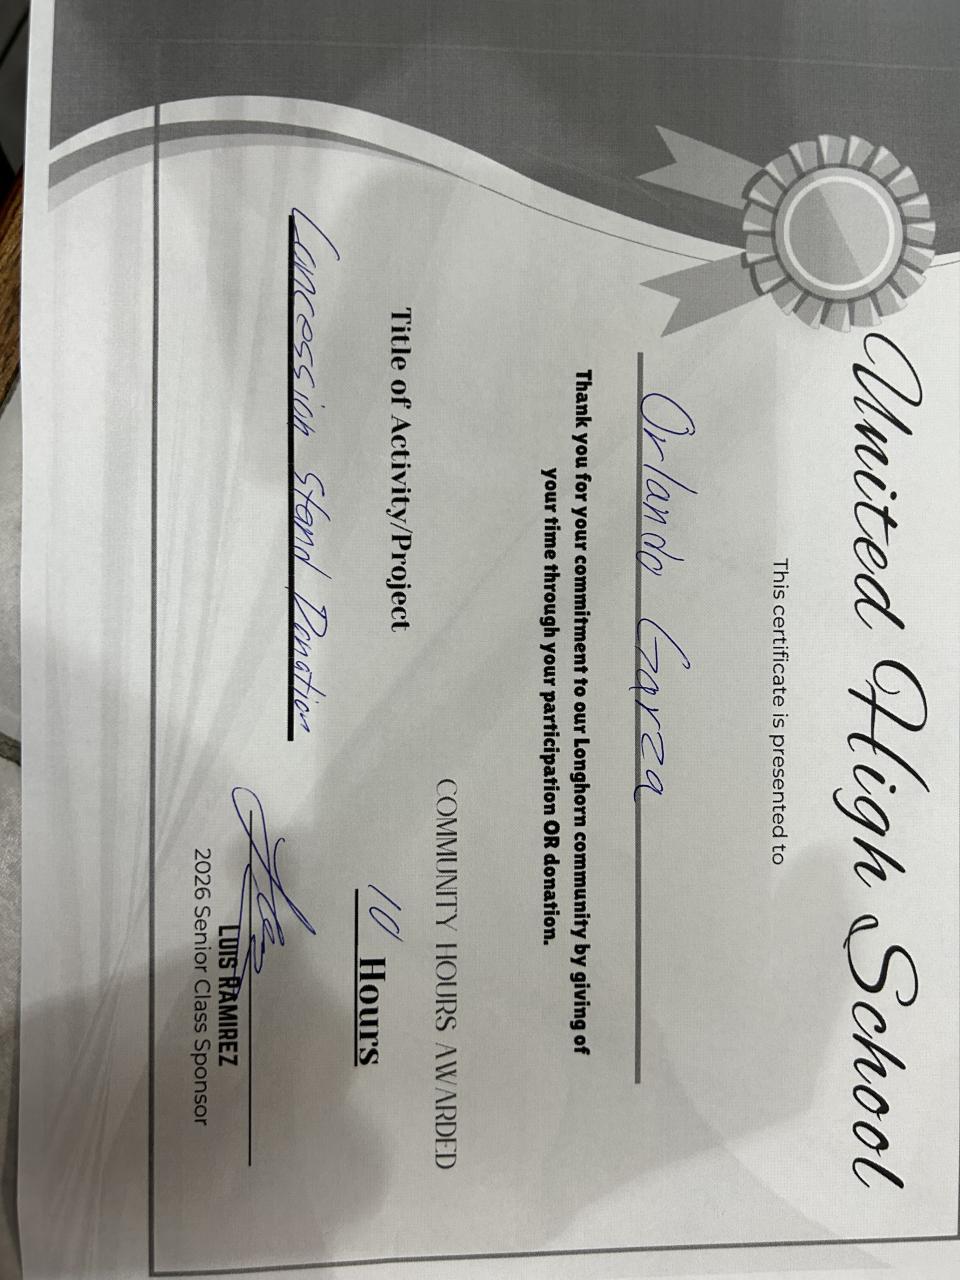 United High School
This certificate is presented to
Orlando Garza
Thank you for your commitment to our Longhorn community by giving of
your time through your participation OR donation.
Title of Activity/Project
Concession Stand Donation
COMMUNITY HOURS AWARDED
10 Hours
LUIS RAMIREZ
2026 Senior Class Sponsor